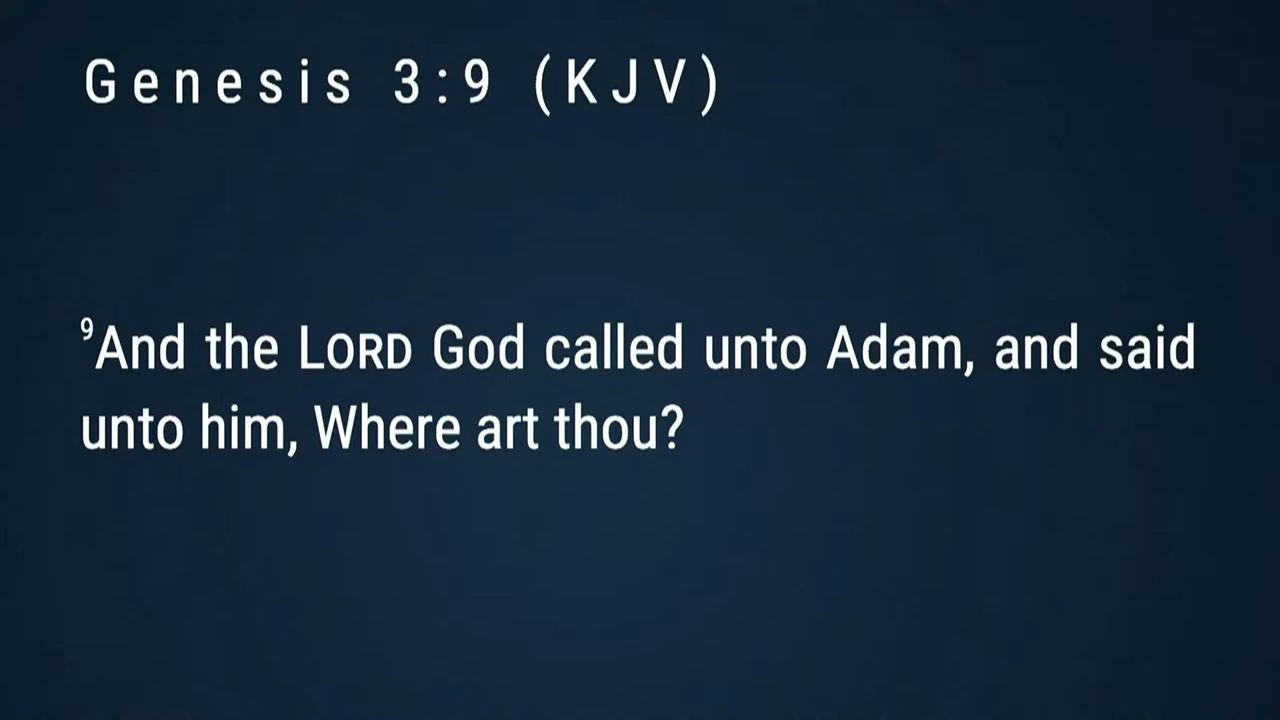 Genesis 3:9 (KJV)
⁹And the LORD God called unto Adam, and said
unto him, Where art thou?